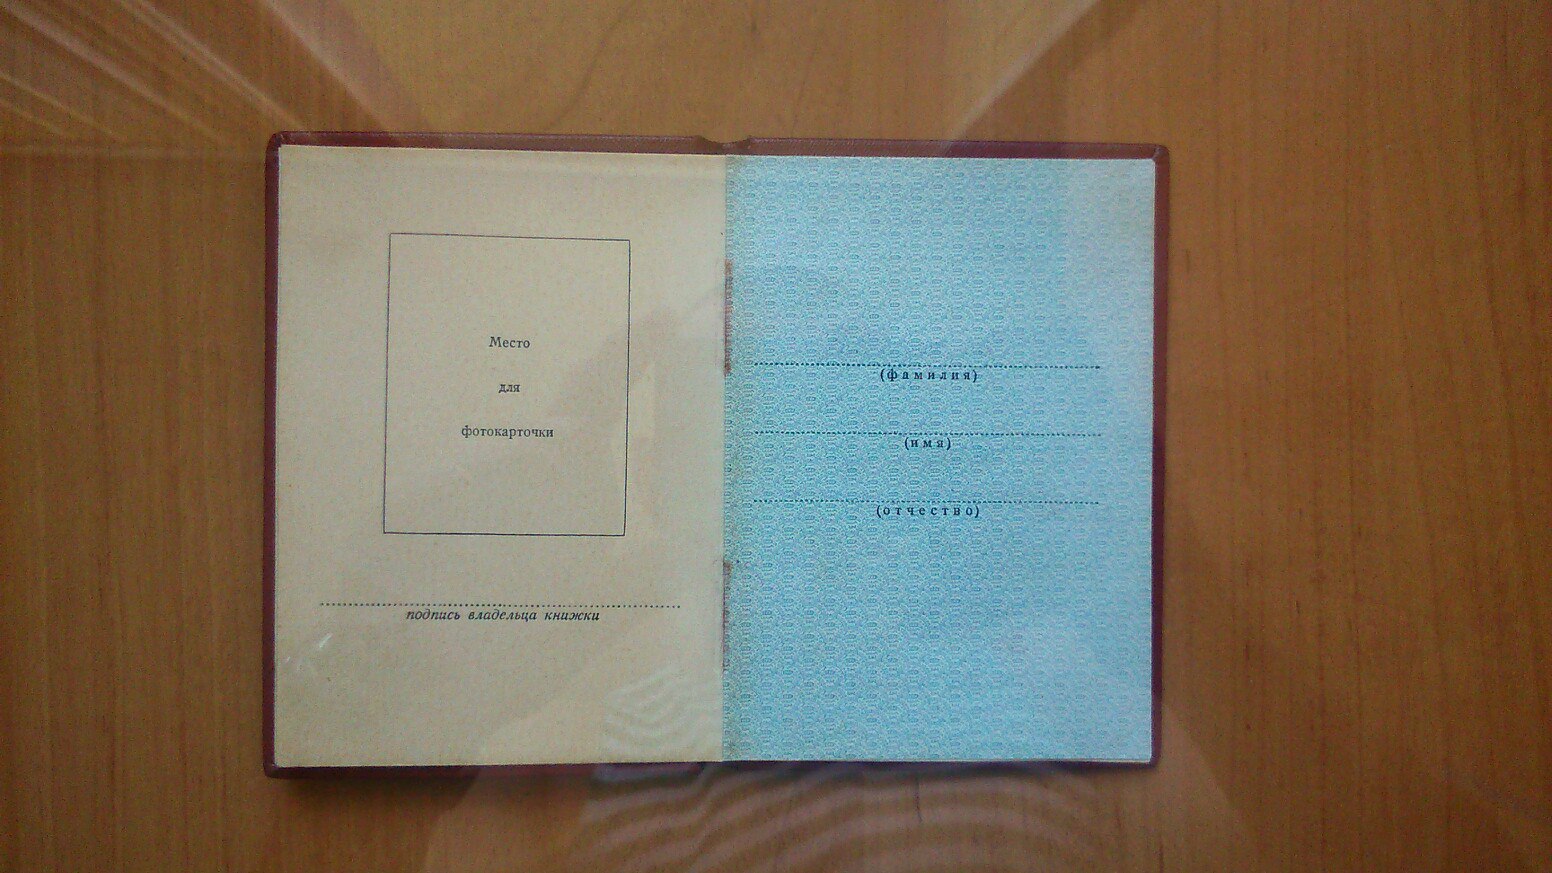 Место
для
фотокарточки
подпись владельца книжки
(фамилия)
(имя)
(отчество)